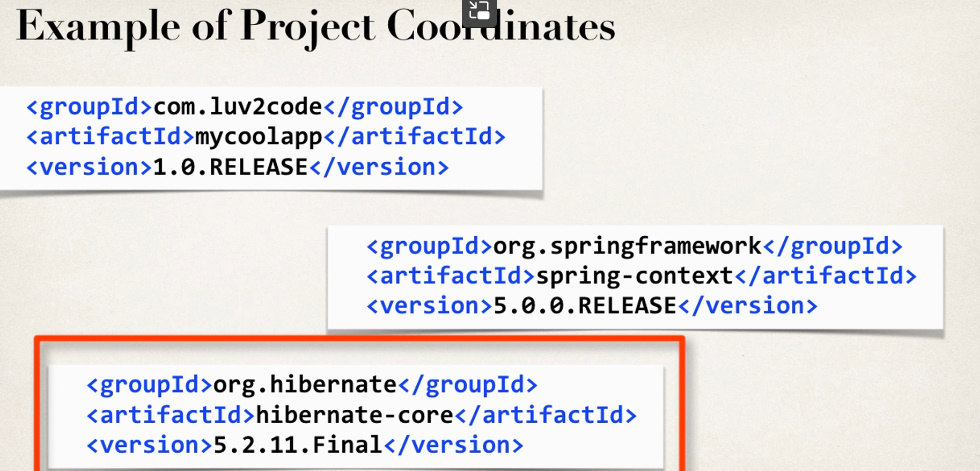 Example of Project Coordinates
<groupId>com.luv2code</groupId>
<artifactId>mycoolapp</artifactId>
<version>1.0.RELEASE</version>
<groupId>org.springframework</groupId>
<artifactId>spring-context</artifactId>
<version>5.0.0.RELEASE</version>
<groupId>org.hibernate</groupId>
<artifactId>hibernate-core</artifactId>
<version>5.2.11.Final</version>